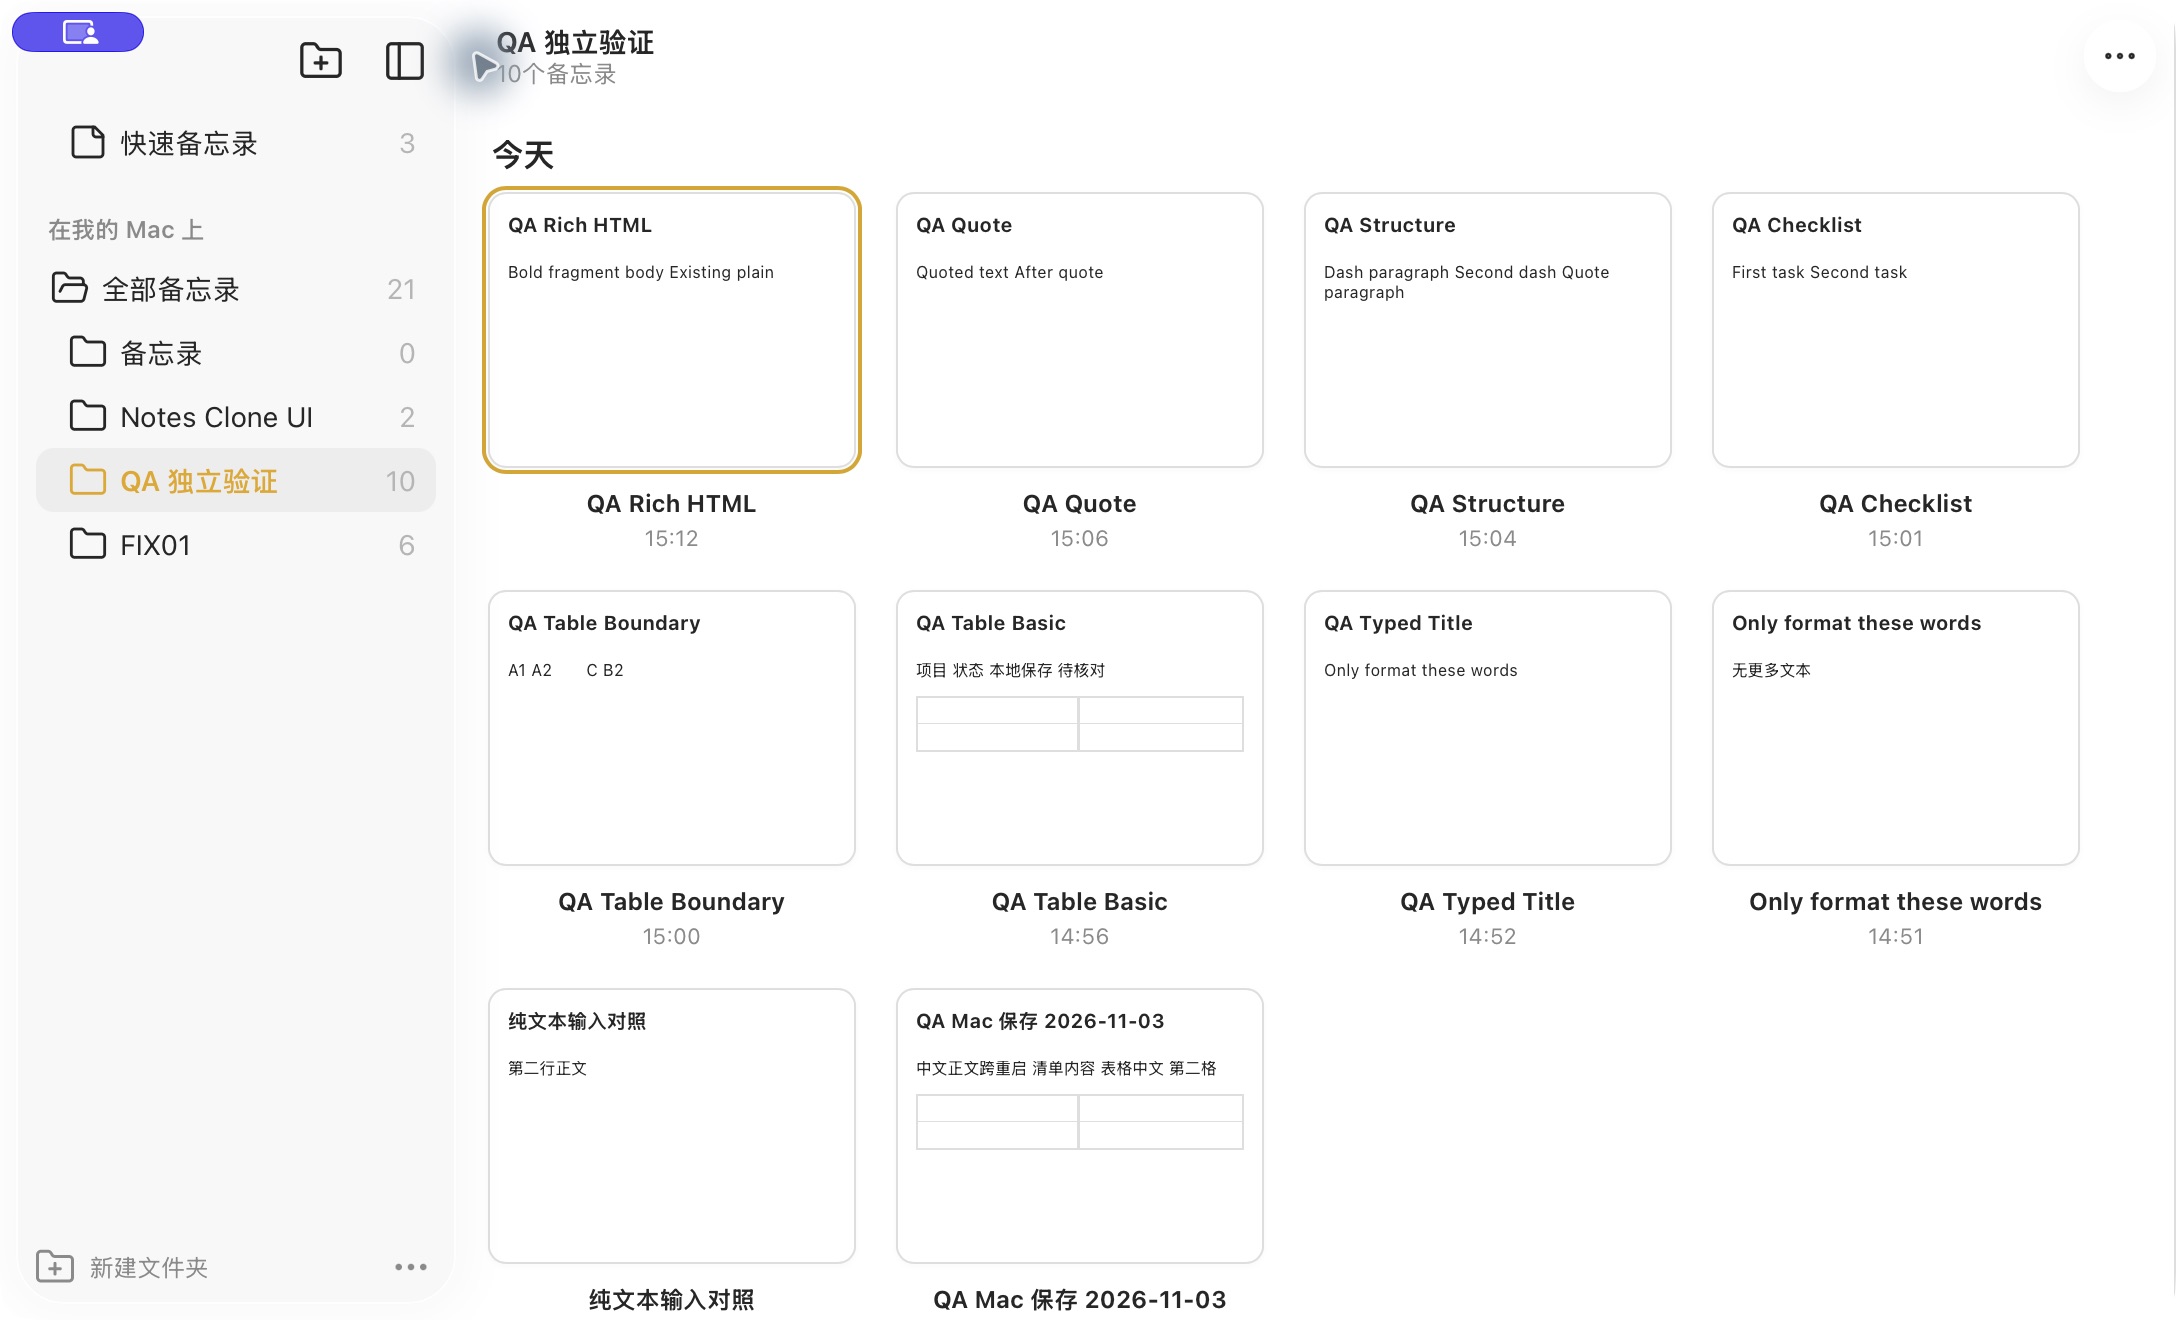 QA 独立验证
10个备忘录
快速备忘录 3
在我的 Mac 上
全部备忘录 21
备忘录 0
Notes Clone UI 2
QA 独立验证 10
FIX01 6
新建文件夹
今天
QA Rich HTML
Bold fragment body Existing plain
QA Rich HTML
15:12
QA Quote
Quoted text After quote
QA Quote
15:06
QA Structure
Dash paragraph Second dash Quote
paragraph
QA Structure
15:04
QA Checklist
First task Second task
QA Checklist
15:01
QA Table Boundary
A1 A2 C B2
QA Table Boundary
15:00
QA Table Basic
项目 状态 本地保存 待核对
QA Table Basic
14:56
QA Typed Title
Only format these words
QA Typed Title
14:52
Only format these words
无更多文本
Only format these words
14:51
纯文本输入对照
第二行正文
纯文本输入对照
QA Mac 保存 2026-11-03
中文正文跨重启 清单内容 表格中文 第二格
QA Mac 保存 2026-11-03